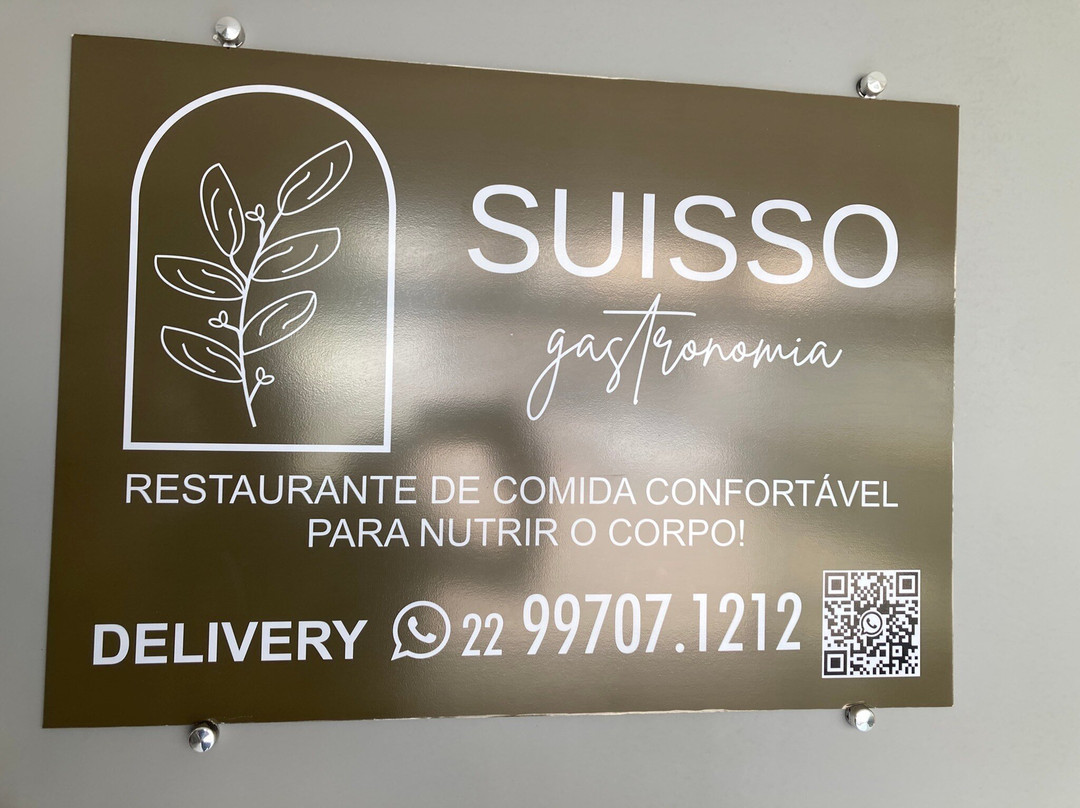 SUISSO
gastronomia
RESTAURANTE DE COMIDA CONFORTÁVEL
PARA NUTRIR O CORPO!
DELIVERY 22 99707.1212